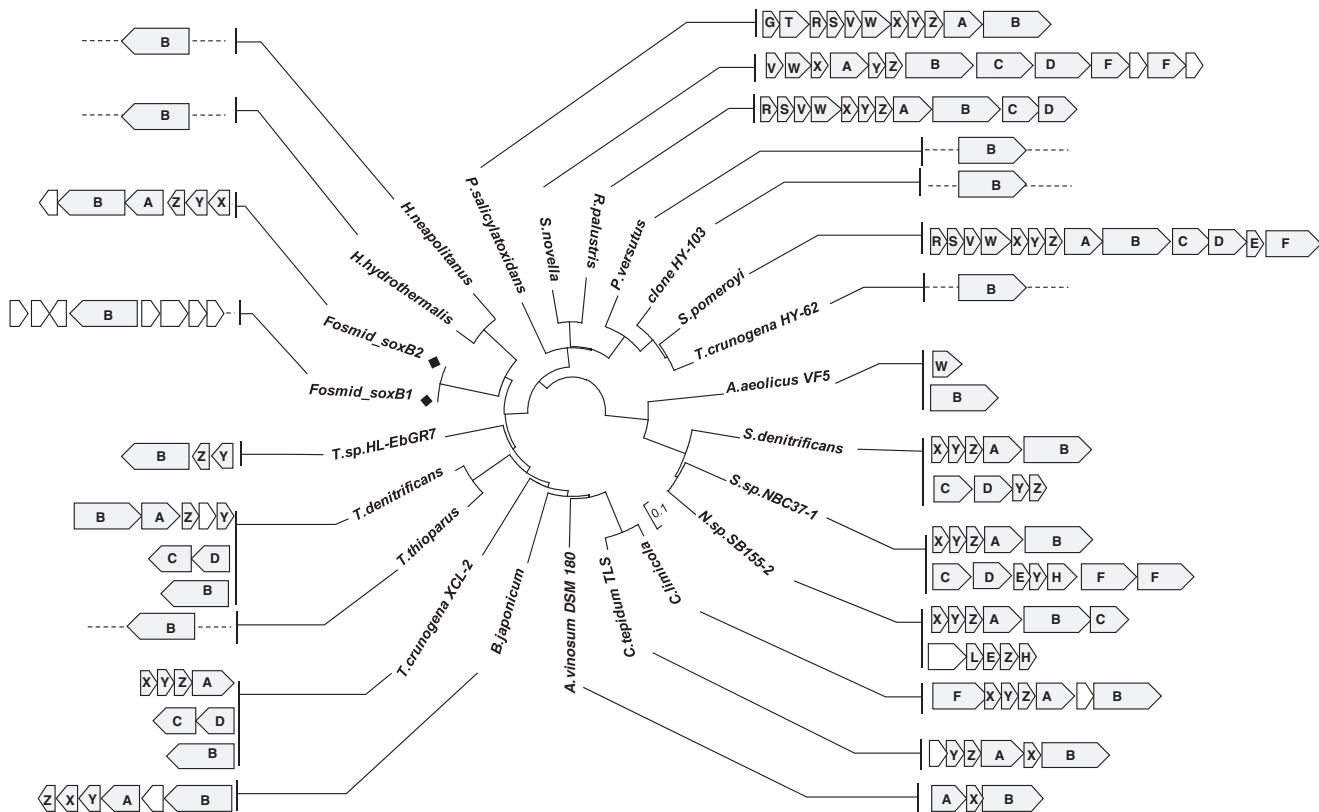 B
G T R S V W X Y Z A B
V W X A Y Z B C D F F
B
R S V W X Y Z A B C D
B
B
B A Z Y X
R S V W X Y Z A B C D E F
B
B
H.neapolitanus
H.hydrothermalis
Fosmid_soxB2
Fosmid_soxB1
P.salicylatoxidans
S.novella
R.palustris
P.versutus
clone HY-103
S.pomeroyi
T.crunogena HY-62
A.aeolicus VF5
W
B
T.sp.HL-EbGR7
T.denitrificans
T.thioparus
T.crunogena XCL-2
B.japonicum
A.vinosum DSM 180
C.tepidum TLS
C.limicola
0.1
N.sp.SB155-2
S.sp.NBC37-1
S.denitrificans
B Z Y
X Y Z A B
C D Y Z
B A Z Y
C D
B
X Y Z A B
C D E Y H F F
B
X Y Z A B C
L E Z H
X Y Z A
C D
B
F X Y Z A B
Y Z A X B
Z X Y A B
A X B